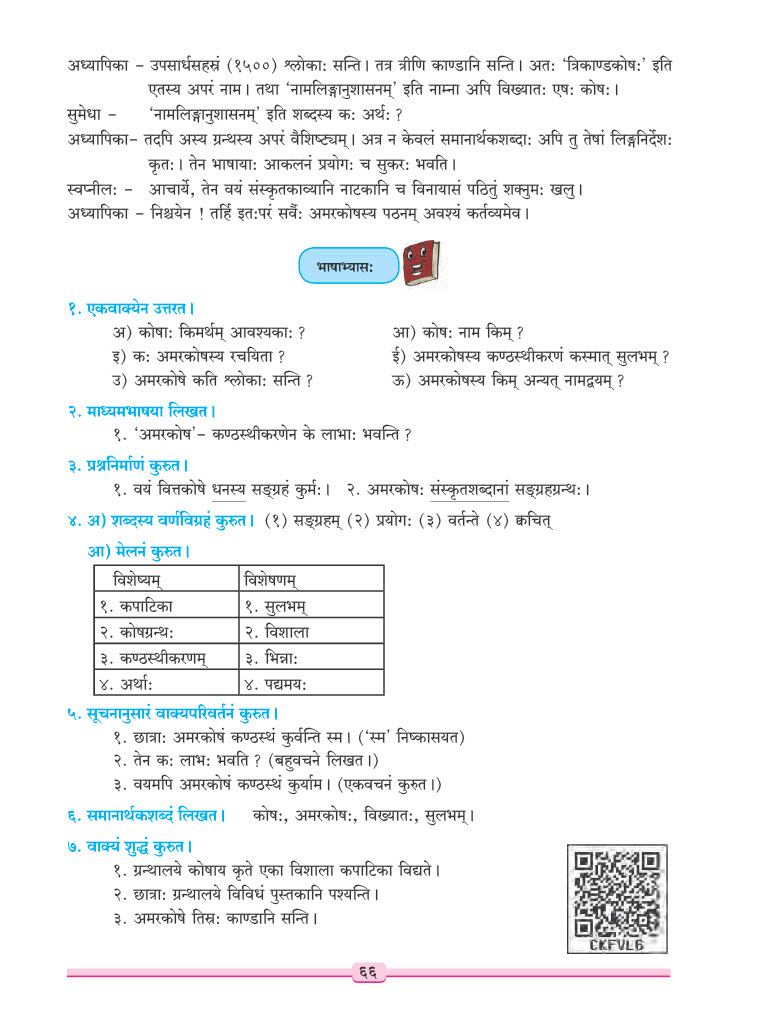 अध्यापिका – उपसार्धसहस्रं (१५००) श्लोकाः सन्ति। तत्र त्रीणि काण्डानि सन्ति। अतः ‘त्रिकाण्डकोषः’ इति
एतस्य अपरं नाम। तथा ‘नामलिङ्गानुशासनम्’ इति नाम्ना अपि विख्यातः एषः कोषः।
सुमेधा – ‘नामलिङ्गानुशासनम्’ इति शब्दस्य कः अर्थः ?
अध्यापिका– तदपि अस्य ग्रन्थस्य अपरं वैशिष्ट्यम्। अत्र न केवलं समानार्थकशब्दाः अपि तु तेषां लिङ्गनिर्देशः
कृतः। तेन भाषायाः आकलनं प्रयोगः च सुकरः भवति।
स्वप्नीलः – आचार्ये, तेन वयं संस्कृतकाव्यानि नाटकानि च विनायासं पठितुं शक्नुमः खलु।
अध्यापिका – निश्चयेन ! तर्हि इतःपरं सर्वैः अमरकोषस्य पठनम् अवश्यं कर्तव्यमेव।
भाषाभ्यासः
१. एकवाक्येन उत्तरत।
अ) कोषाः किमर्थम् आवश्यकाः ? आ) कोषः नाम किम् ?
इ) कः अमरकोषस्य रचयिता ? ई) अमरकोषस्य कण्ठस्थीकरणं कस्मात् सुलभम् ?
उ) अमरकोषे कति श्लोकाः सन्ति ? ऊ) अमरकोषस्य किम् अन्यत् नामद्वयम् ?
२. माध्यमभाषया लिखत।
१. ‘अमरकोष’– कण्ठस्थीकरणेन के लाभाः भवन्ति ?
३. प्रश्ननिर्माणं कुरुत।
१. वयं वित्तकोषे धनस्य सङ्ग्रहं कुर्मः। २. अमरकोषः संस्कृतशब्दानां सङ्ग्रहग्रन्थः।
४. अ) शब्दस्य वर्णविग्रहं कुरुत। (१) सङ्ग्रहम् (२) प्रयोगः (३) वर्तन्ते (४) क्वचित्
आ) मेलनं कुरुत।
विशेष्यम् विशेषणम्
१. कपाटिका १. सुलभम्
२. कोषग्रन्थः २. विशाला
३. कण्ठस्थीकरणम् ३. भिन्नाः
४. अर्थाः ४. पद्यमयः
५. सूचनानुसारं वाक्यपरिवर्तनं कुरुत।
१. छात्राः अमरकोषं कण्ठस्थं कुर्वन्ति स्म। (‘स्म’ निष्कासयत)
२. तेन कः लाभः भवति ? (बहुवचने लिखत।)
३. वयमपि अमरकोषं कण्ठस्थं कुर्याम। (एकवचनं कुरुत।)
६. समानार्थकशब्दं लिखत। कोषः, अमरकोषः, विख्यातः, सुलभम्।
७. वाक्यं शुद्धं कुरुत।
१. ग्रन्थालये कोषाय कृते एका विशाला कपाटिका विद्यते।
२. छात्राः ग्रन्थालये विविधं पुस्तकानि पश्यन्ति।
३. अमरकोषे तिस्रः काण्डानि सन्ति।
CKFVL6
६६